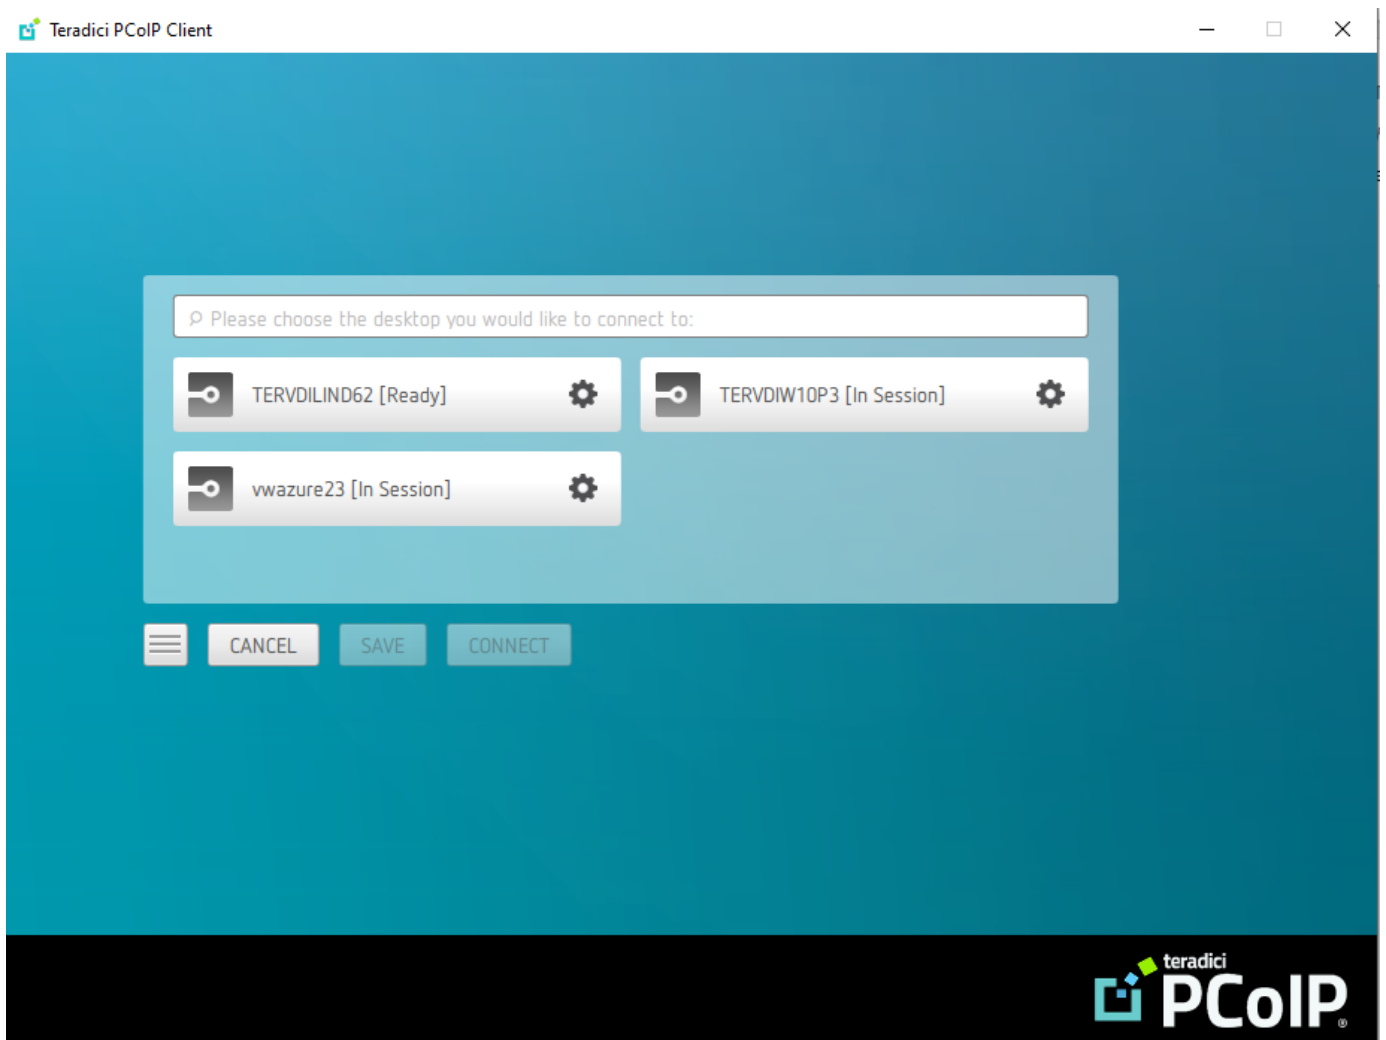 Teradici PCoIP Client
Please choose the desktop you would like to connect to:
TERVDILIND62 [Ready]
TERVDIW10P3 [In Session]
vwazure23 [In Session]
CANCEL
SAVE
CONNECT
teradici
PCoIP®